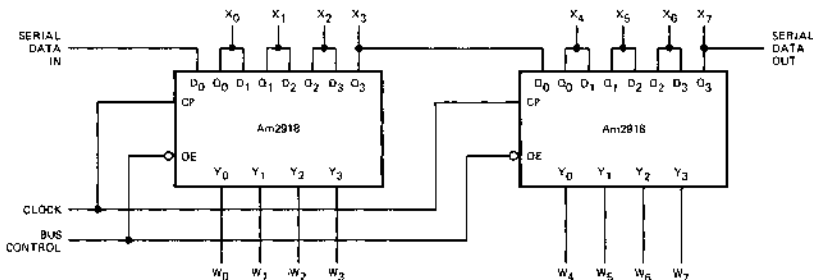 X0 X1 X2 X3 X4 X5 X6 X7
SERIAL DATA IN
SERIAL DATA OUT
D0 Q0 D1 Q1 D2 Q2 D3 Q3
D0 Q0 D1 Q1 D2 Q2 D3 Q3
CP
CP
Am2918
Am2918
OE
OE
Y0 Y1 Y2 Y3
Y0 Y1 Y2 Y3
CLOCK
BUS CONTROL
W0 W1 W2 W3 W4 W5 W6 W7